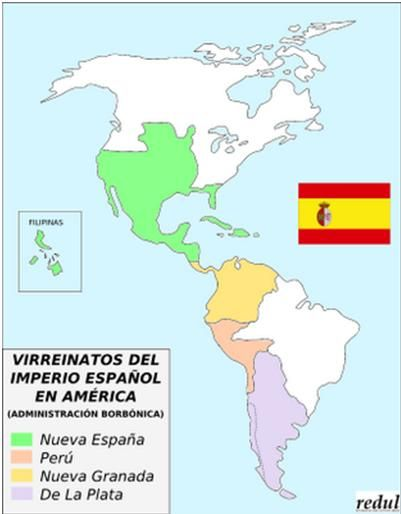 FILIPINAS
VIRREINATOS DEL
IMPERIO ESPAÑOL
EN AMÉRICA
(ADMINISTRACIÓN BORBÓNICA)
Nueva España
Perú
Nueva Granada
De La Plata
redul